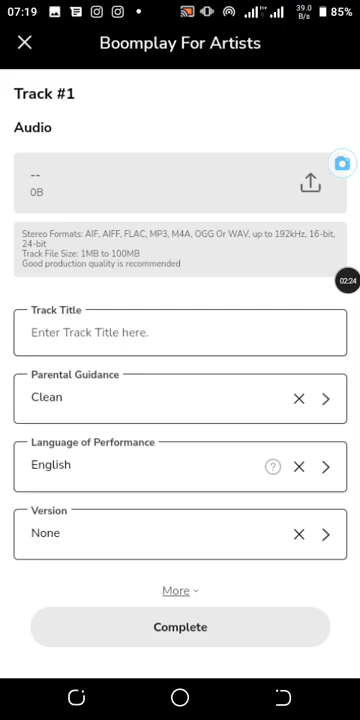 07:19
39.0
B/s
85%
Boomplay For Artists
Track #1
Audio
--
0B
Stereo Formats: AIF, AIFF, FLAC, MP3, M4A, OGG Or WAV, up to 192kHz, 16-bit,
24-bit
Track File Size: 1MB to 100MB
Good production quality is recommended
02:24
Track Title
Enter Track Title here.
Parental Guidance
Clean
Language of Performance
English
?
Version
None
More
Complete